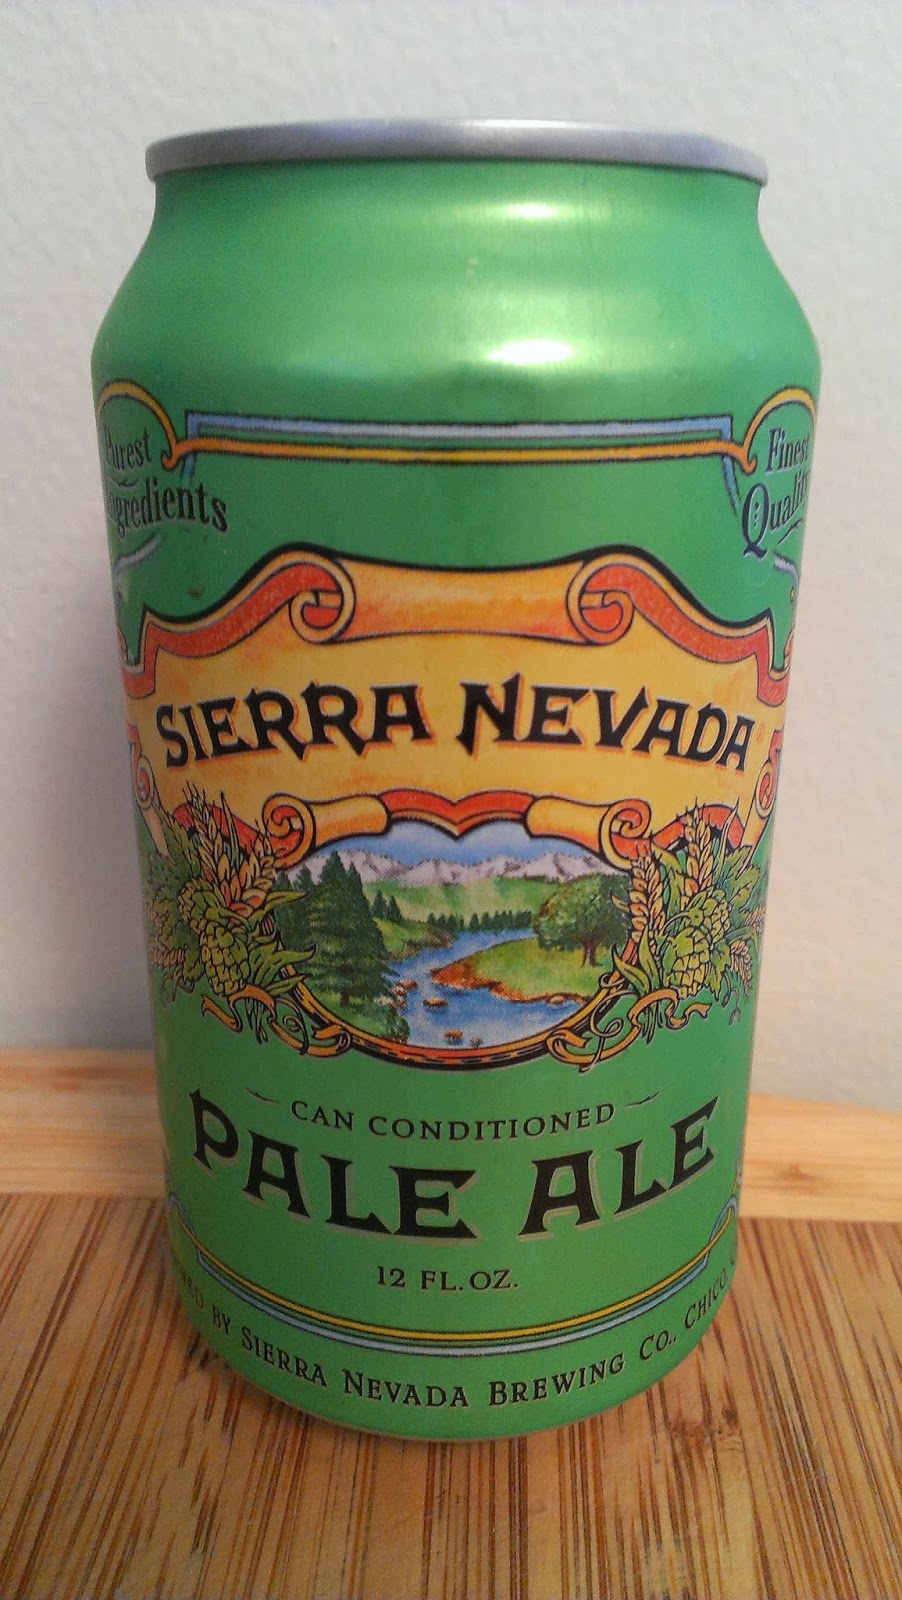 Purest
Ingredients
Finest
Quality
SIERRA NEVADA®
CAN CONDITIONED
PALE ALE
12 FL. OZ.
BY SIERRA NEVADA BREWING CO., CHICO,